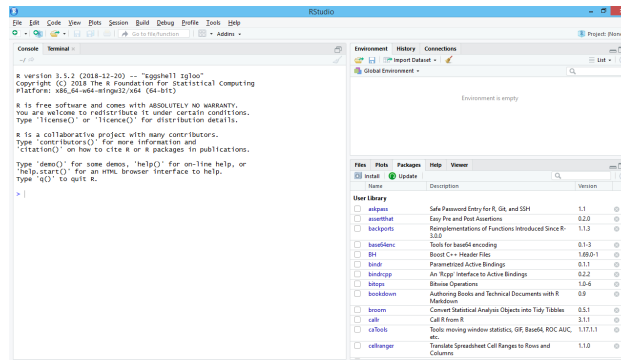 RStudio
File Edit Code View Plots Session Build Debug Profile Tools Help
Go to file/function Addins Project: (None
Console Terminal
R version 3.5.2 (2018-12-20) -- "Eggshell Igloo"
Copyright (C) 2018 The R Foundation for Statistical Computing
Platform: x86_64-w64-mingw32/x64 (64-bit)
R is free software and comes with ABSOLUTELY NO WARRANTY.
You are welcome to redistribute it under certain conditions.
Type 'license()' or 'licence()' for distribution details.
R is a collaborative project with many contributors.
Type 'contributors()' for more information and
'citation()' on how to cite R or R packages in publications.
Type 'demo()' for some demos, 'help()' for on-line help, or
'help.start()' for an HTML browser interface to help.
Type 'q()' to quit R.
>
Environment History Connections
Import Dataset List
Global Environment
Environment is empty
Files Plots Packages Help Viewer
Install Update
Name Description Version
User Library
askpass Safe Password Entry for R, Git, and SSH 1.1
assertthat Easy Pre and Post Assertions 0.2.0
backports Reimplementations of Functions Introduced Since R- 1.1.3
3.0.0
base64enc Tools for base64 encoding 0.1-3
BH Boost C++ Header Files 1.69.0-1
bindr Parametrized Active Bindings 0.1.1
bindrcpp An 'Rcpp' Interface to Active Bindings 0.2.2
bitops Bitwise Operations 1.0-6
bookdown Authoring Books and Technical Documents with R 0.9
Markdown
broom Convert Statistical Analysis Objects into Tidy Tibbles 0.5.1
callr Call R from R 3.1.1
caTools Tools: moving window statistics, GIF, Base64, ROC AUC, 1.17.1.1
etc.
cellranger Translate Spreadsheet Cell Ranges to Rows and 1.1.0
Columns